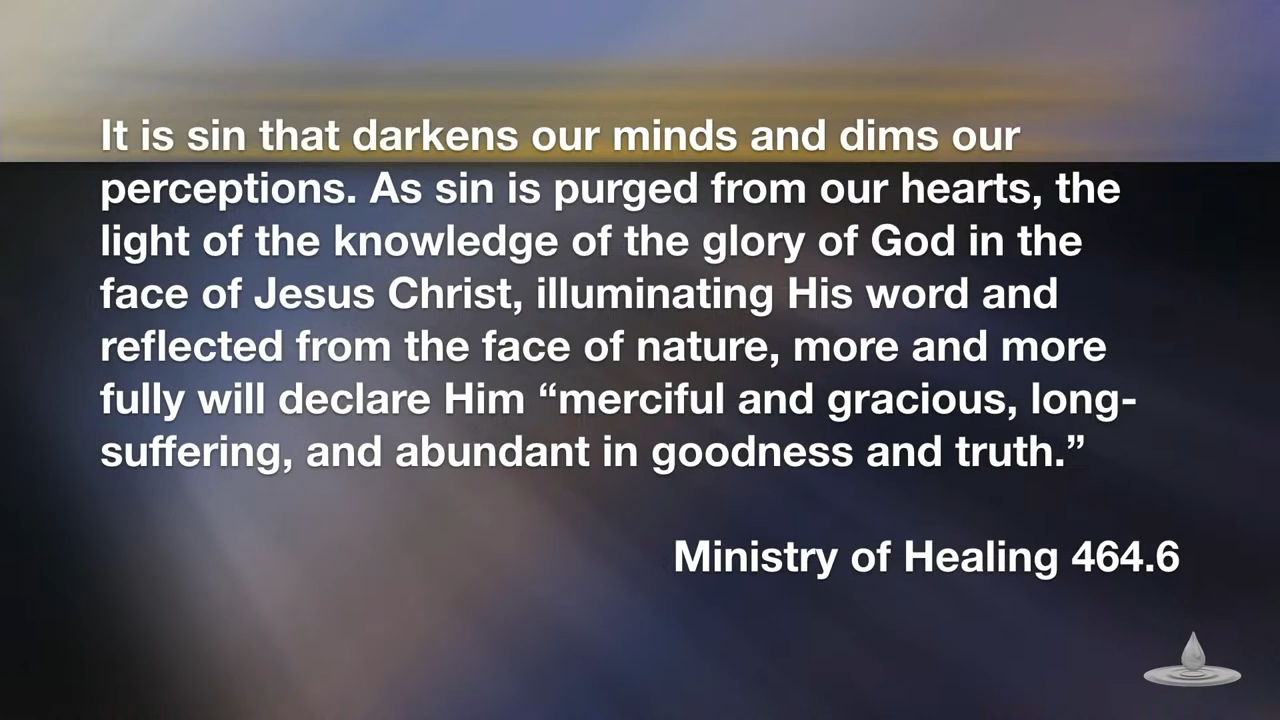 It is sin that darkens our minds and dims our
perceptions. As sin is purged from our hearts, the
light of the knowledge of the glory of God in the
face of Jesus Christ, illuminating His word and
reflected from the face of nature, more and more
fully will declare Him “merciful and gracious, long-
suffering, and abundant in goodness and truth.”
Ministry of Healing 464.6